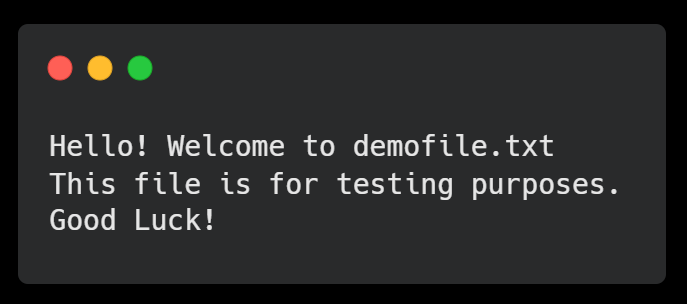 Hello! Welcome to demofile.txt
This file is for testing purposes.
Good Luck!